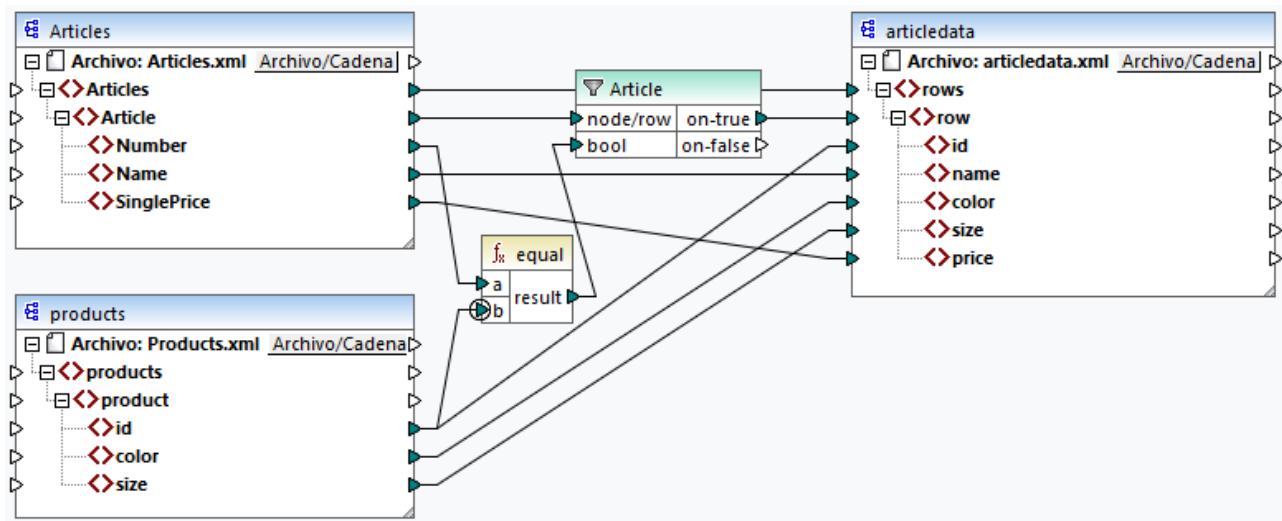 Articles
Archivo: Articles.xml Archivo/Cadena
Articles
Article
Number
Name
SinglePrice
products
Archivo: Products.xml Archivo/Cadena
products
product
id
color
size
Article
node/row on-true
bool on-false
fx equal
a
result
b
articledata
Archivo: articledata.xml Archivo/Cadena
rows
row
id
name
color
size
price